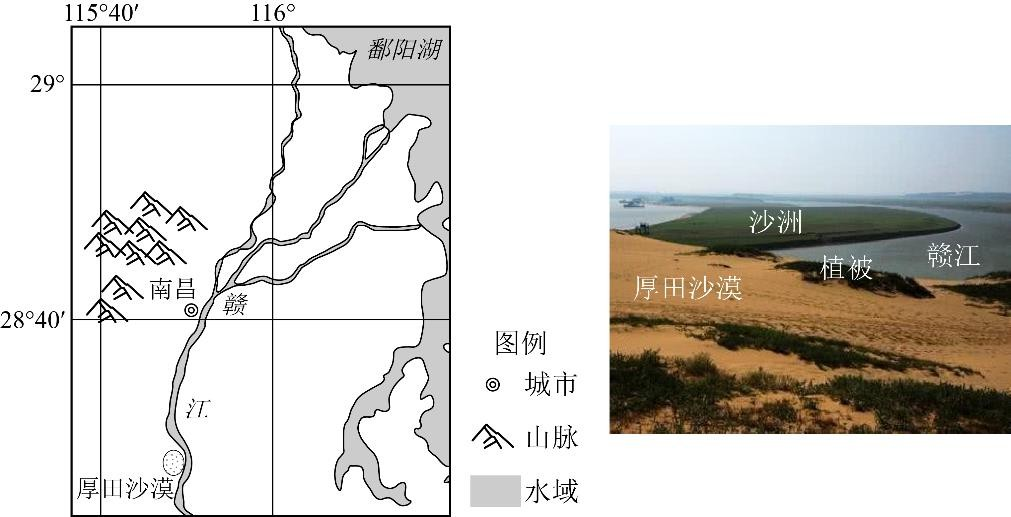 115°40′ 116°
鄱阳湖
29°
南昌
赣
28°40′
江
厚田沙漠
图例
城市
山脉
水域
沙洲
植被
赣江
厚田沙漠